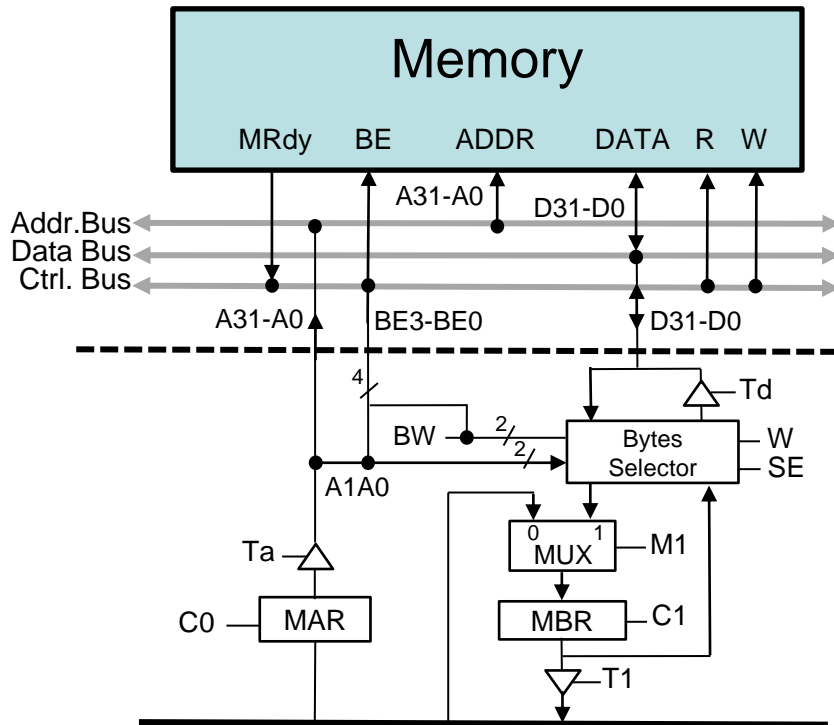 Memory
MRdy BE ADDR DATA R W
A31-A0
D31-D0
Addr.Bus
Data Bus
Ctrl. Bus
A31-A0 BE3-BE0 D31-D0
4
Td
BW 2
Bytes
Selector
W
2
SE
A1A0
0 1
MUX
M1
Ta
C0 MAR
MBR C1
T1